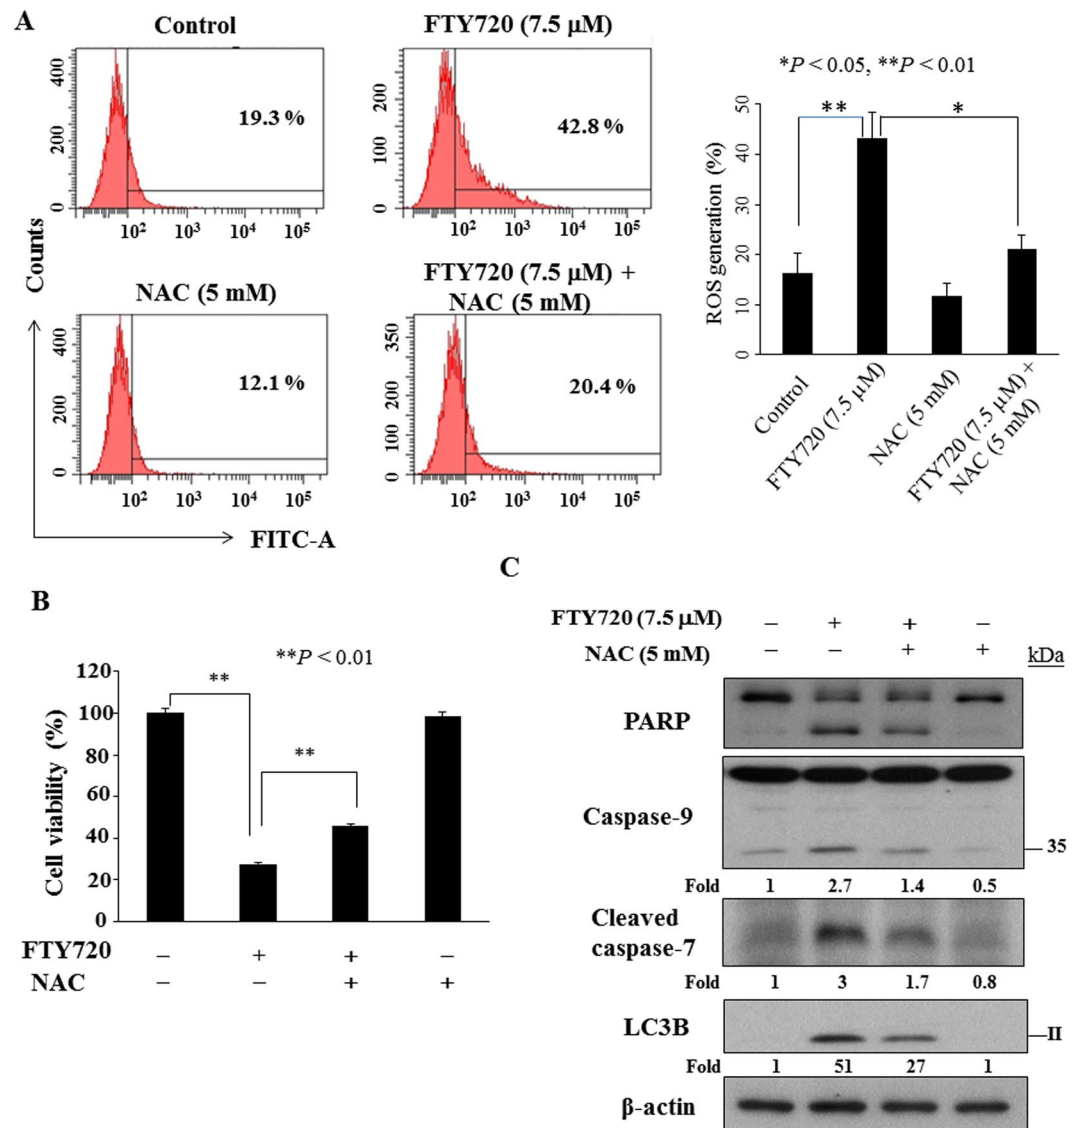 A
Control
FTY720 (7.5 µM)
400
200
0
19.3 %
10² 10³ 10⁴ 10⁵
200
100
0
42.8 %
10² 10³ 10⁴ 10⁵
Counts
NAC (5 mM)
FTY720 (7.5 µM) +
NAC (5 mM)
400
200
0
12.1 %
10² 10³ 10⁴ 10⁵
350
200
100
0
20.4 %
10² 10³ 10⁴ 10⁵
FITC-A
*P < 0.05, **P < 0.01
** *
ROS generation (%)
50
40
30
20
10
0
Control
FTY720 (7.5 µM)
NAC (5 mM)
FTY720 (7.5 µM) +
NAC (5 mM)
B
**P < 0.01
**
**
Cell viability (%)
120
100
80
60
40
20
0
FTY720 – + + –
NAC – – + +
C
FTY720 (7.5 µM) – + + –
NAC (5 mM) – – + + kDa
PARP
Caspase-9
35
Fold 1 2.7 1.4 0.5
Cleaved
caspase-7
Fold 1 3 1.7 0.8
LC3B
II
Fold 1 51 27 1
β-actin